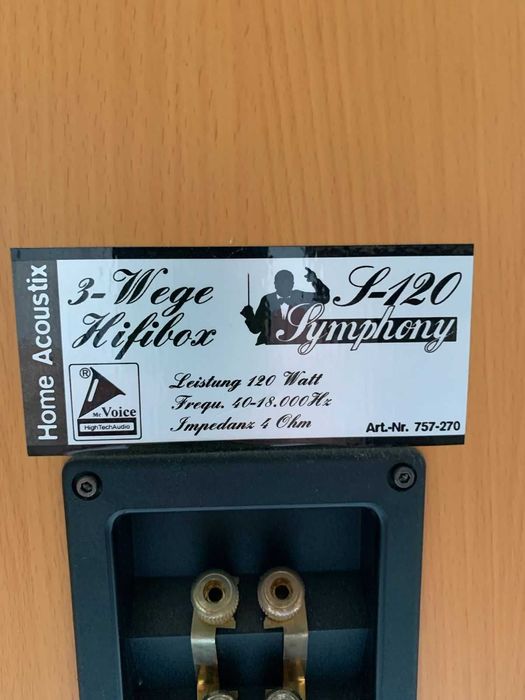 Home Acoustix
3-Wege
Hifibox
S-120
Symphony
®
Mc Voice
HighTechAudio
Leistung 120 Watt
Frequ. 40-18.000Hz
Impedanz 4 Ohm
Art.-Nr. 757-270